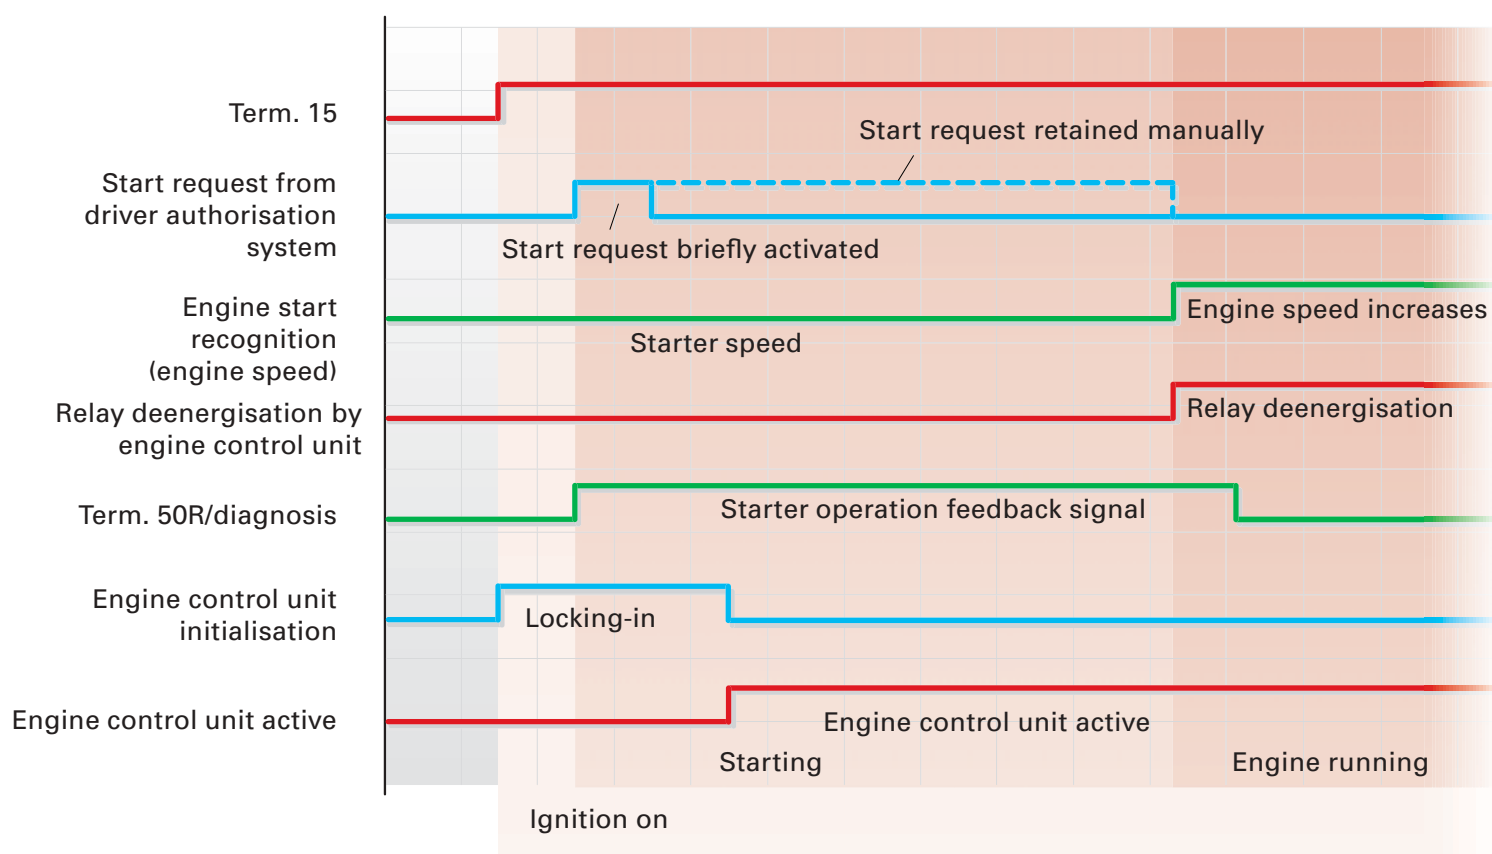 Term. 15
Start request retained manually
Start request from
driver authorisation
system
Start request briefly activated
Engine start
recognition
(engine speed)
Engine speed increases
Starter speed
Relay deenergisation by
engine control unit
Relay deenergisation
Term. 50R/diagnosis
Starter operation feedback signal
Engine control unit
initialisation
Locking-in
Engine control unit active
Engine control unit active
Starting
Engine running
Ignition on